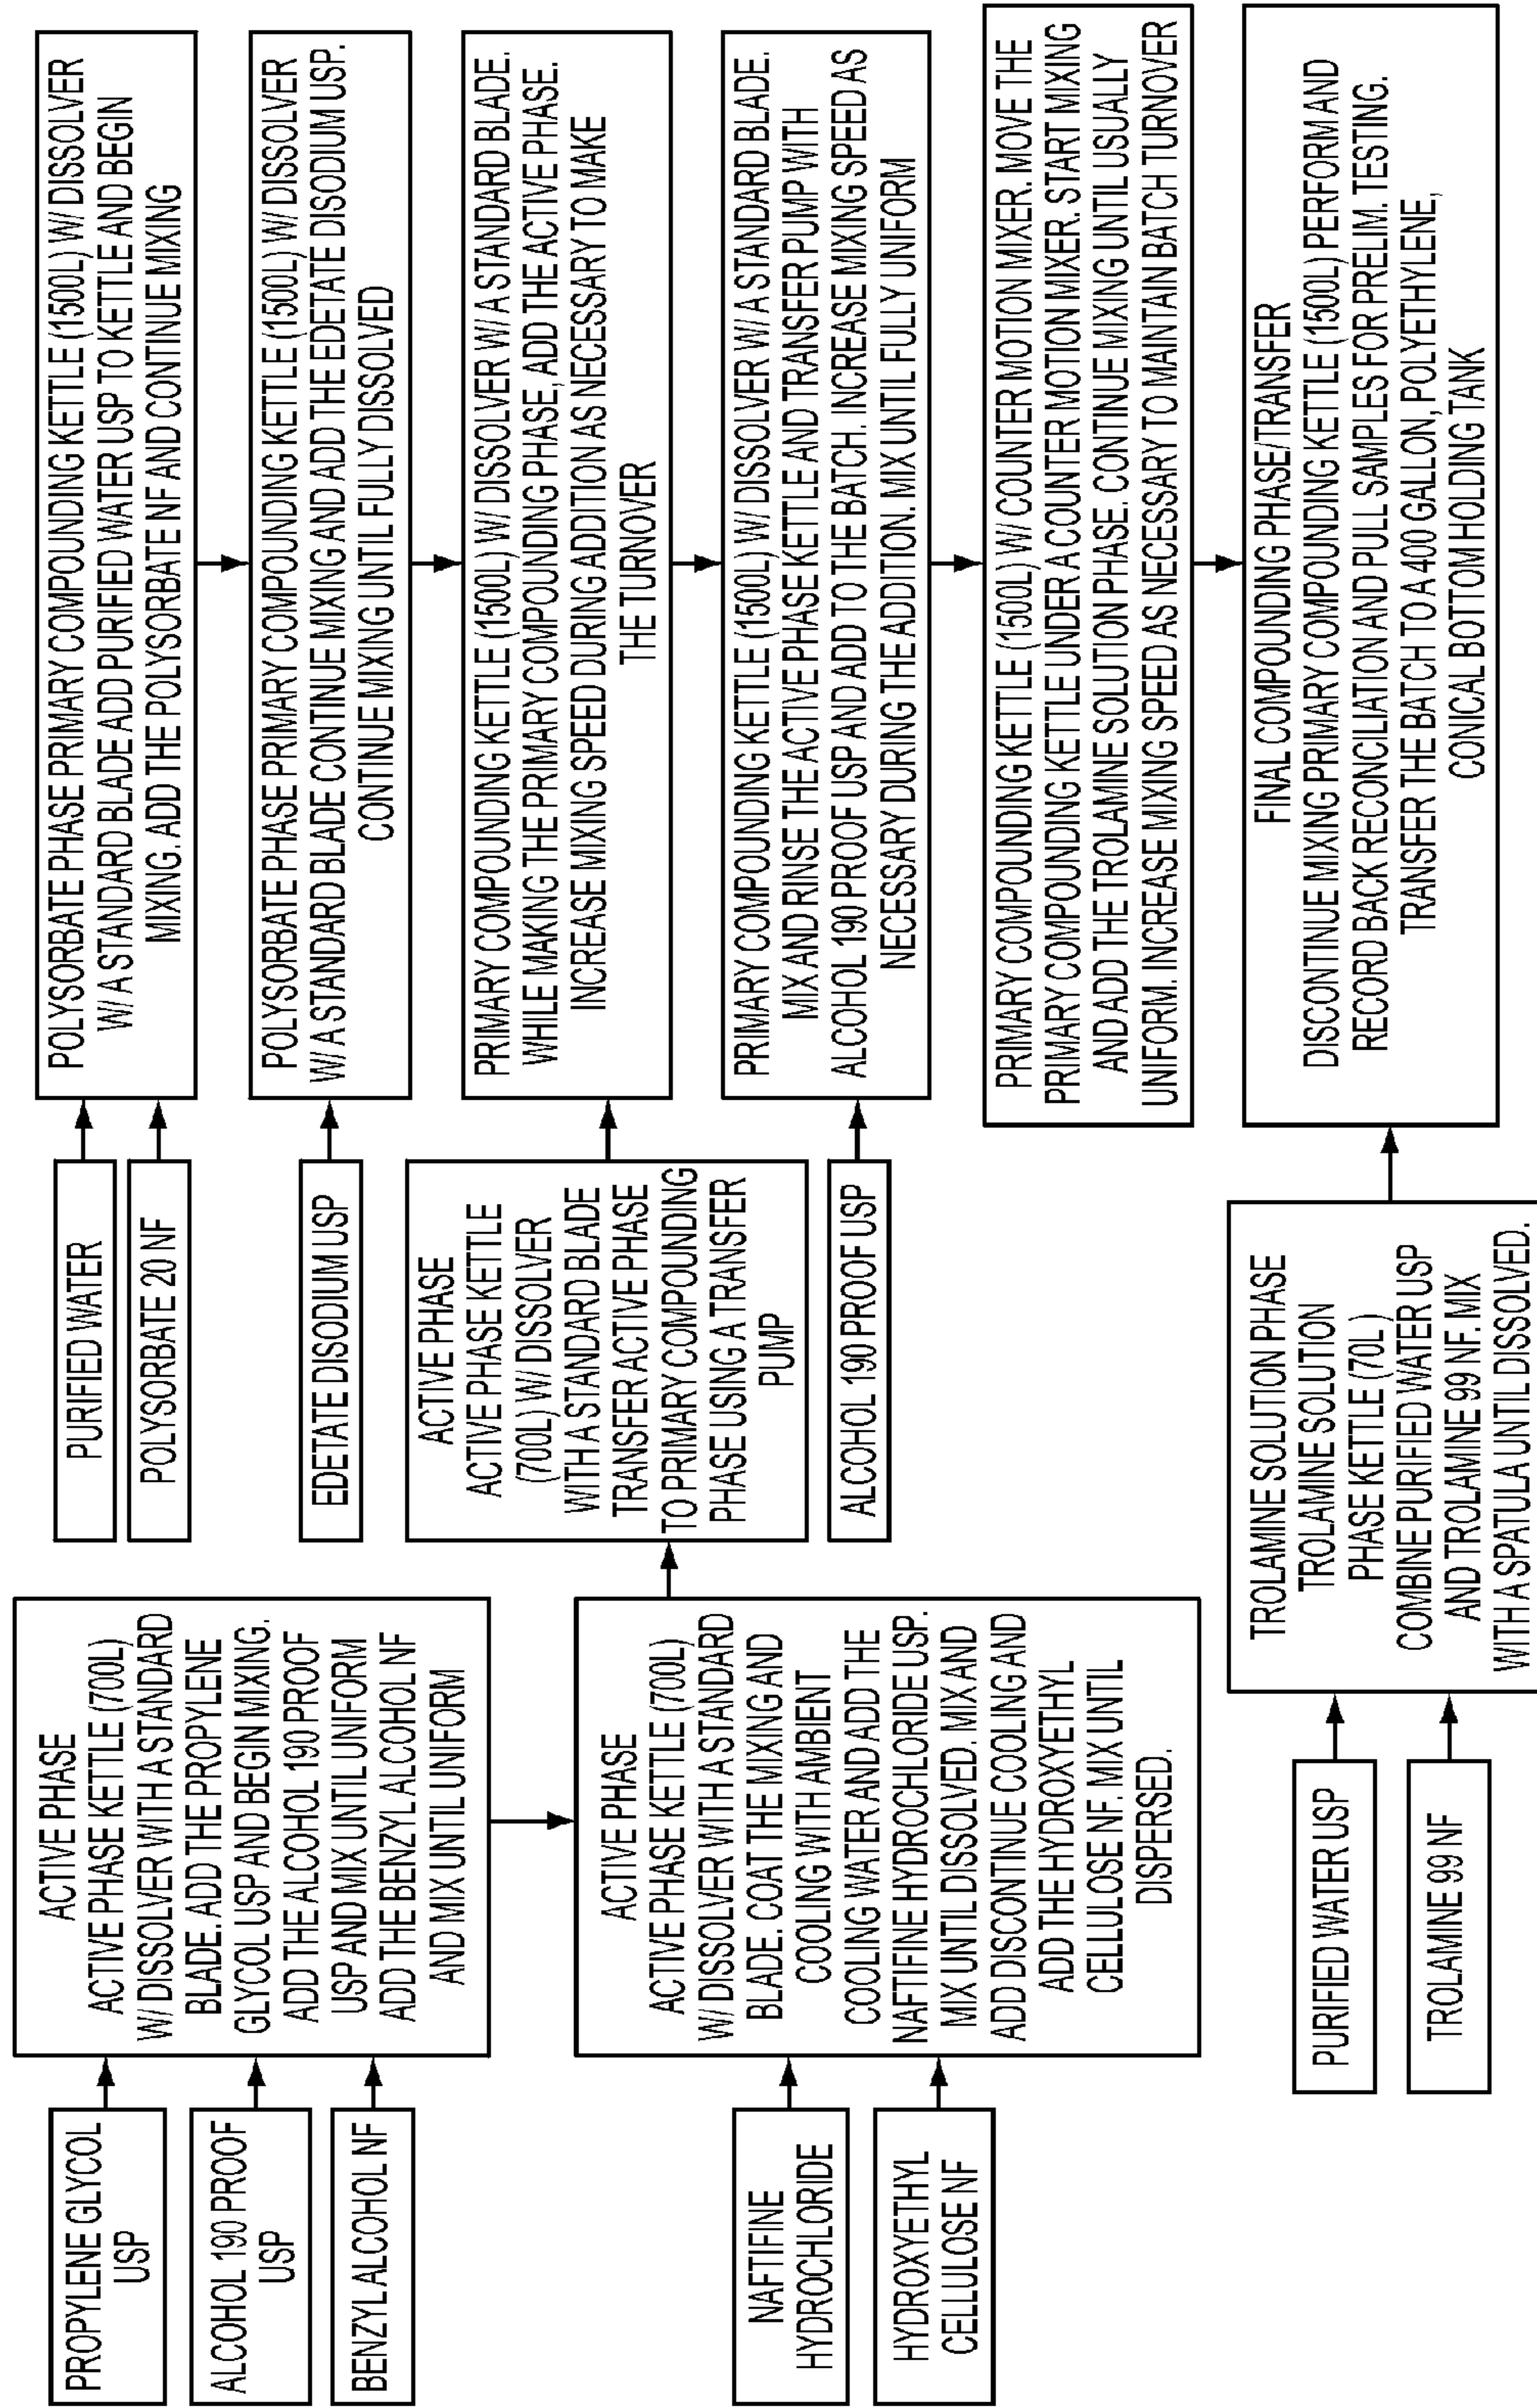 PROPYLENE GLYCOL
USP
ALCOHOL 190 PROOF
USP
BENZYL ALCOHOL NF
ACTIVE PHASE
ACTIVE PHASE KETTLE (700L)
W/ DISSOLVER WITH A STANDARD
BLADE. ADD THE PROPYLENE
GLYCOL USP AND BEGIN MIXING.
ADD THE ALCOHOL 190 PROOF
USP AND MIX UNTIL UNIFORM
ADD THE BENZYL ALCOHOL NF
AND MIX UNTIL UNIFORM
NAFTIFINE
HYDROCHLORIDE
HYDROXYETHYL
CELLULOSE NF
ACTIVE PHASE
ACTIVE PHASE KETTLE (700L)
W/ DISSOLVER WITH A STANDARD
BLADE. COAT THE MIXING AND
COOLING WITH AMBIENT
COOLING WATER AND ADD THE
NAFTIFINE HYDROCHLORIDE USP.
MIX UNTIL DISSOLVED. MIX AND
ADD DISCONTINUE COOLING AND
ADD THE HYDROXYETHYL
CELLULOSE NF. MIX UNTIL
DISPERSED.
PURIFIED WATER
POLYSORBATE 20 NF
EDETATE DISODIUM USP
ACTIVE PHASE
ACTIVE PHASE KETTLE
(700L) W/ DISSOLVER
WITH A STANDARD BLADE
TRANSFER ACTIVE PHASE
TO PRIMARY COMPOUNDING
PHASE USING A TRANSFER
PUMP
ALCOHOL 190 PROOF USP
PURIFIED WATER USP
TROLAMINE 99 NF
TROLAMINE SOLUTION PHASE
TROLAMINE SOLUTION
PHASE KETTLE (70L)
COMBINE PURIFIED WATER USP
AND TROLAMINE 99 NF. MIX
WITH A SPATULA UNTIL DISSOLVED.
POLYSORBATE PHASE PRIMARY COMPOUNDING KETTLE (1500L) W/ DISSOLVER
W/ A STANDARD BLADE ADD PURIFIED WATER USP TO KETTLE AND BEGIN
MIXING. ADD THE POLYSORBATE NF AND CONTINUE MIXING
POLYSORBATE PHASE PRIMARY COMPOUNDING KETTLE (1500L) W/ DISSOLVER
W/ A STANDARD BLADE CONTINUE MIXING AND ADD THE EDETATE DISODIUM USP.
CONTINUE MIXING UNTIL FULLY DISSOLVED
PRIMARY COMPOUNDING KETTLE (1500L) W/ DISSOLVER W/ A STANDARD BLADE.
WHILE MAKING THE PRIMARY COMPOUNDING PHASE, ADD THE ACTIVE PHASE.
INCREASE MIXING SPEED DURING ADDITION AS NECESSARY TO MAKE
THE TURNOVER
PRIMARY COMPOUNDING KETTLE (1500L) W/ DISSOLVER W/ A STANDARD BLADE.
MIX AND RINSE THE ACTIVE PHASE KETTLE AND TRANSFER PUMP WITH
ALCOHOL 190 PROOF USP AND ADD TO THE BATCH. INCREASE MIXING SPEED AS
NECESSARY DURING THE ADDITION. MIX UNTIL FULLY UNIFORM
PRIMARY COMPOUNDING KETTLE (1500L) W/ COUNTER MOTION MIXER. MOVE THE
PRIMARY COMPOUNDING KETTLE UNDER A COUNTER MOTION MIXER. START MIXING
AND ADD THE TROLAMINE SOLUTION PHASE. CONTINUE MIXING UNTIL USUALLY
UNIFORM. INCREASE MIXING SPEED AS NECESSARY TO MAINTAIN BATCH TURNOVER
FINAL COMPOUNDING PHASE/TRANSFER
DISCONTINUE MIXING PRIMARY COMPOUNDING KETTLE (1500L) PERFORM AND
RECORD BACK RECONCILIATION AND PULL SAMPLES FOR PRELIM. TESTING.
TRANSFER THE BATCH TO A 400 GALLON, POLYETHYLENE,
CONICAL BOTTOM HOLDING TANK